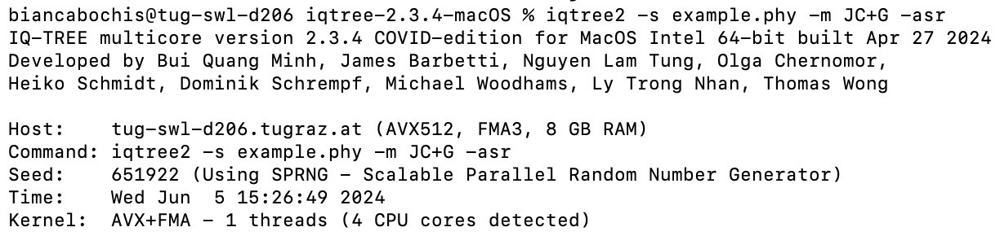 biancabochis@tug-swl-d206 iqtree-2.3.4-macOS % iqtree2 -s example.phy -m JC+G -asr
IQ-TREE multicore version 2.3.4 COVID-edition for MacOS Intel 64-bit built Apr 27 2024
Developed by Bui Quang Minh, James Barbetti, Nguyen Lam Tung, Olga Chernomor,
Heiko Schmidt, Dominik Schrempf, Michael Woodhams, Ly Trong Nhan, Thomas Wong

Host:    tug-swl-d206.tugraz.at (AVX512, FMA3, 8 GB RAM)
Command: iqtree2 -s example.phy -m JC+G -asr
Seed:    651922 (Using SPRNG - Scalable Parallel Random Number Generator)
Time:    Wed Jun  5 15:26:49 2024
Kernel:  AVX+FMA - 1 threads (4 CPU cores detected)